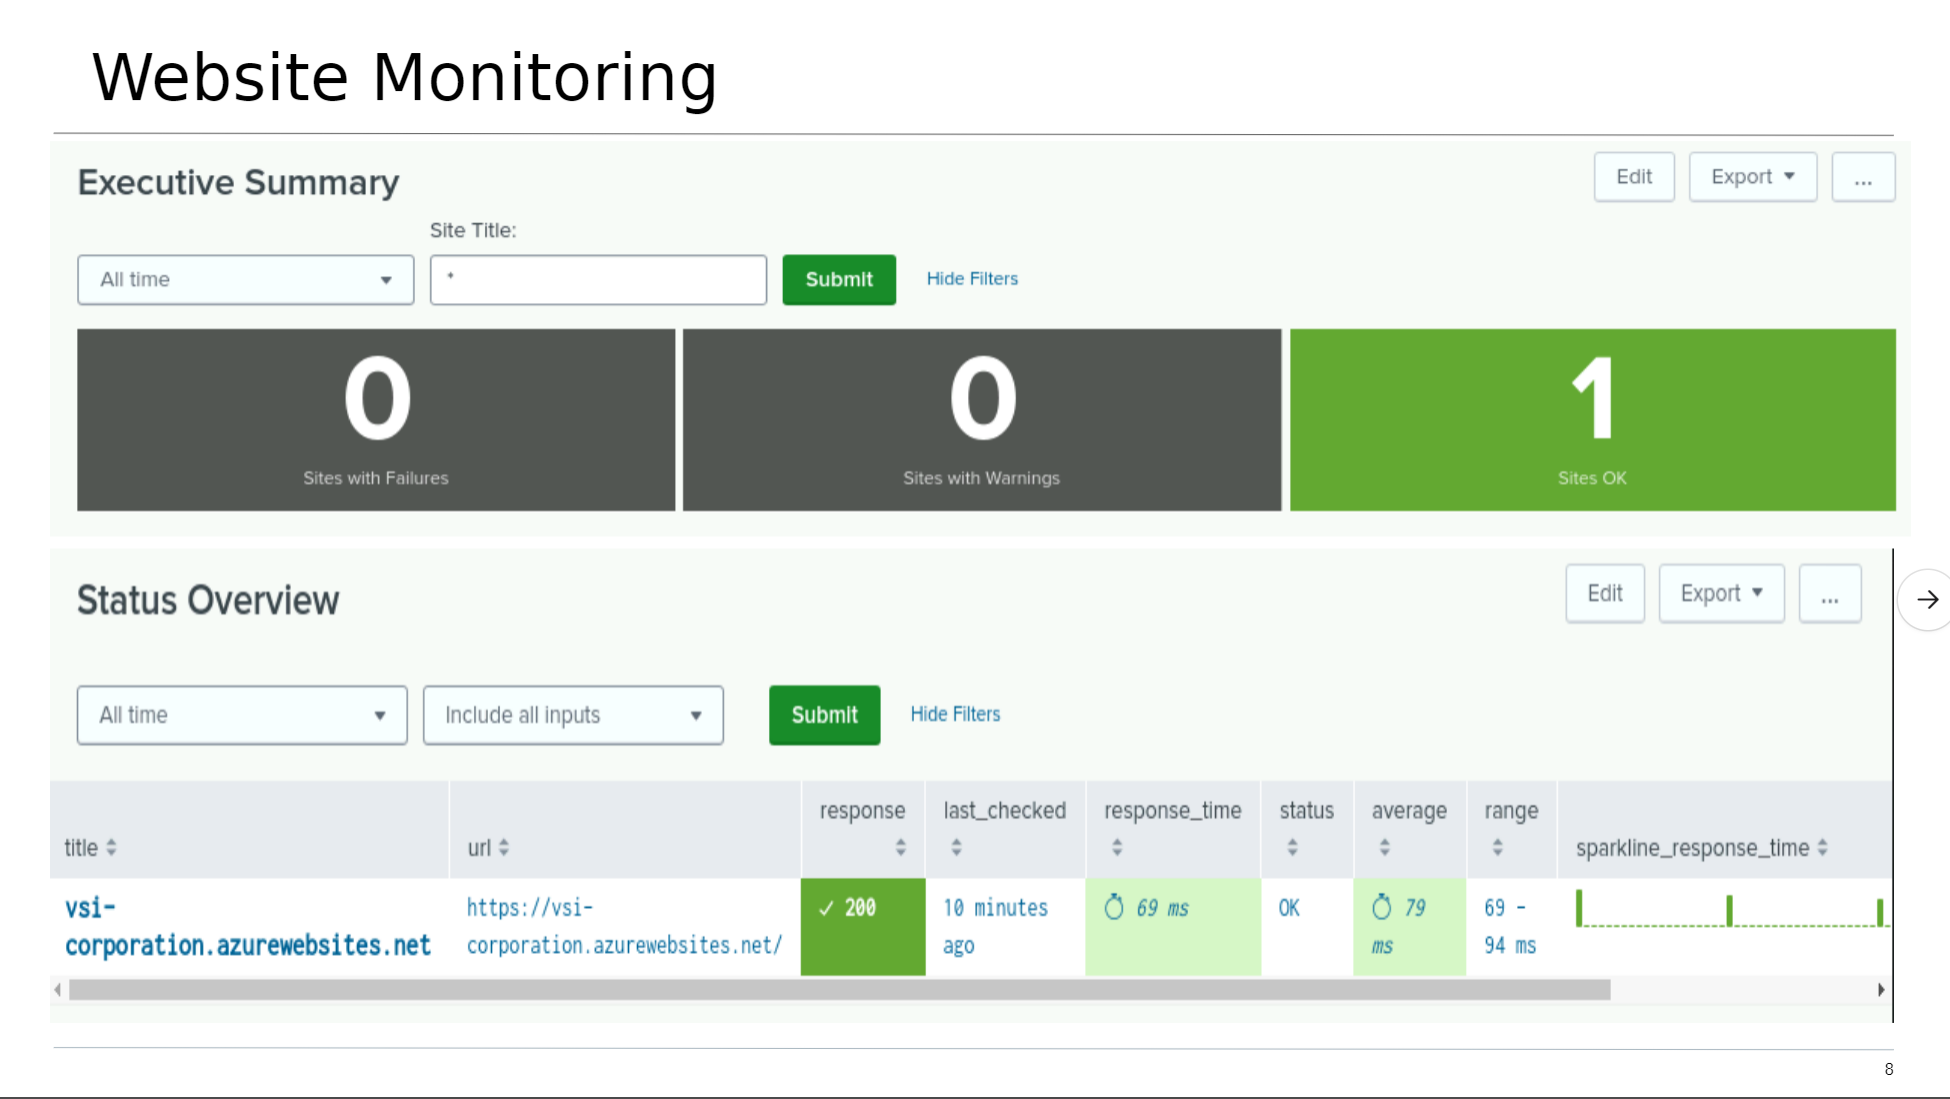 Website Monitoring
Executive Summary
Edit
Export
...
Site Title:
All time
*
Submit
Hide Filters
0
Sites with Failures
0
Sites with Warnings
1
Sites OK
Status Overview
Edit
Export
...
All time
Include all inputs
Submit
Hide Filters
title
url
response
last_checked
response_time
status
average
range
sparkline_response_time
vsi-
corporation.azurewebsites.net
https://vsi-
corporation.azurewebsites.net/
✓ 200
10 minutes
ago
69 ms
OK
79
ms
69 -
94 ms
8